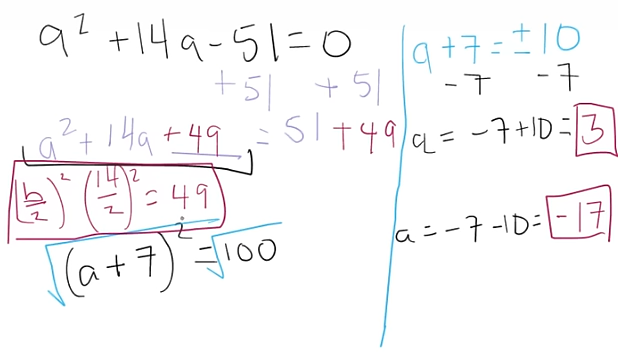 a² + 14a - 51 = 0
+51 +51
a² + 14a + 49 = 51 + 49
(b/2)² (14/2)² = 49
√(a + 7)² = √100
a + 7 = ±10
-7 -7
a = -7 + 10 = 3
a = -7 - 10 = -17